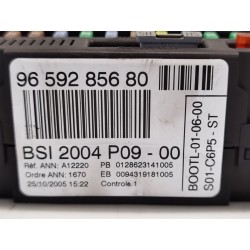 96 592 856 80
BSI 2004 P09 - 00
Réf. ANN : A12220 PB 0128623141005
Ordre ANN : 1670 EB 0094319181005
25/10/2005 15:22 Controle.1
BOOTL-01-06-00
S01-C6P5 - ST